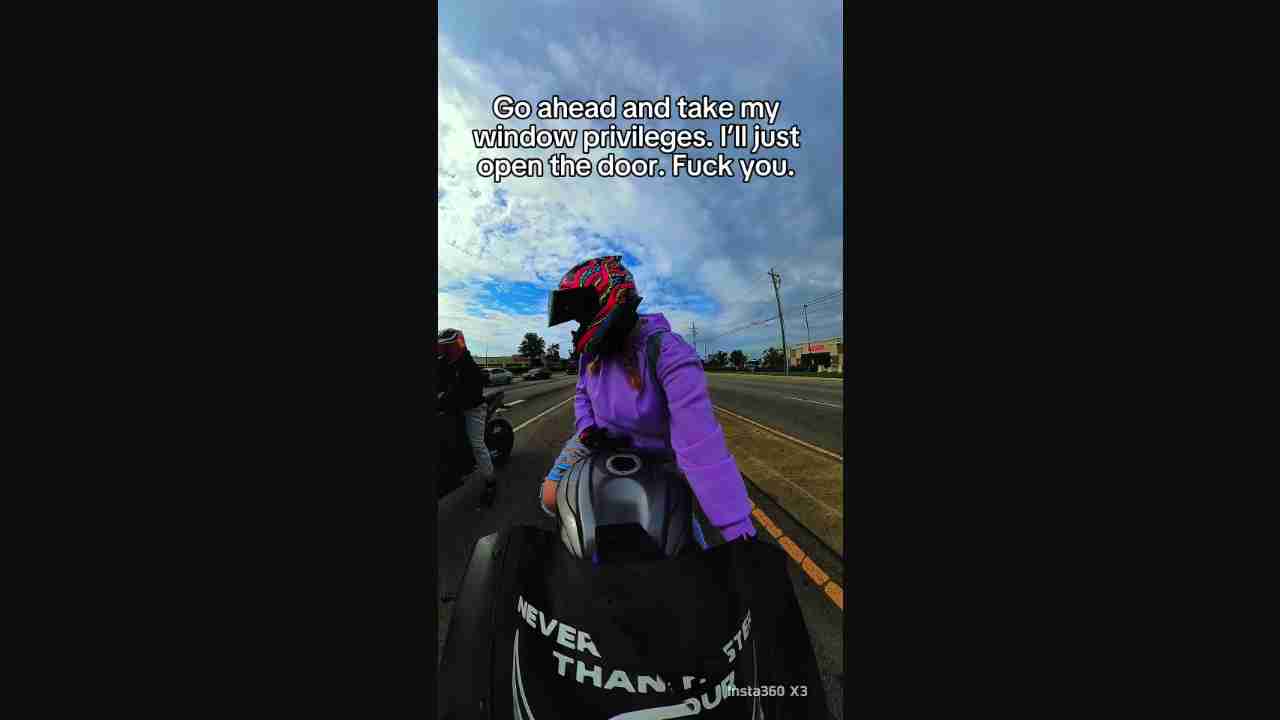 Go ahead and take my
window privileges. I'll just
open the door. Fuck you.
NEVER
THAN
Insta360 X3